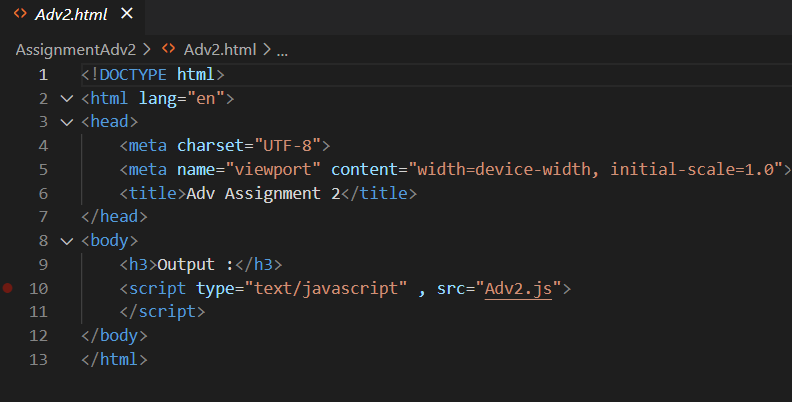 <> Adv2.html ×
AssignmentAdv2 > <> Adv2.html > ...
1 <!DOCTYPE html>
2 <html lang="en">
3 <head>
4     <meta charset="UTF-8">
5     <meta name="viewport" content="width=device-width, initial-scale=1.0">
6     <title>Adv Assignment 2</title>
7 </head>
8 <body>
9     <h3>Output :</h3>
10     <script type="text/javascript" , src="Adv2.js">
11     </script>
12 </body>
13 </html>